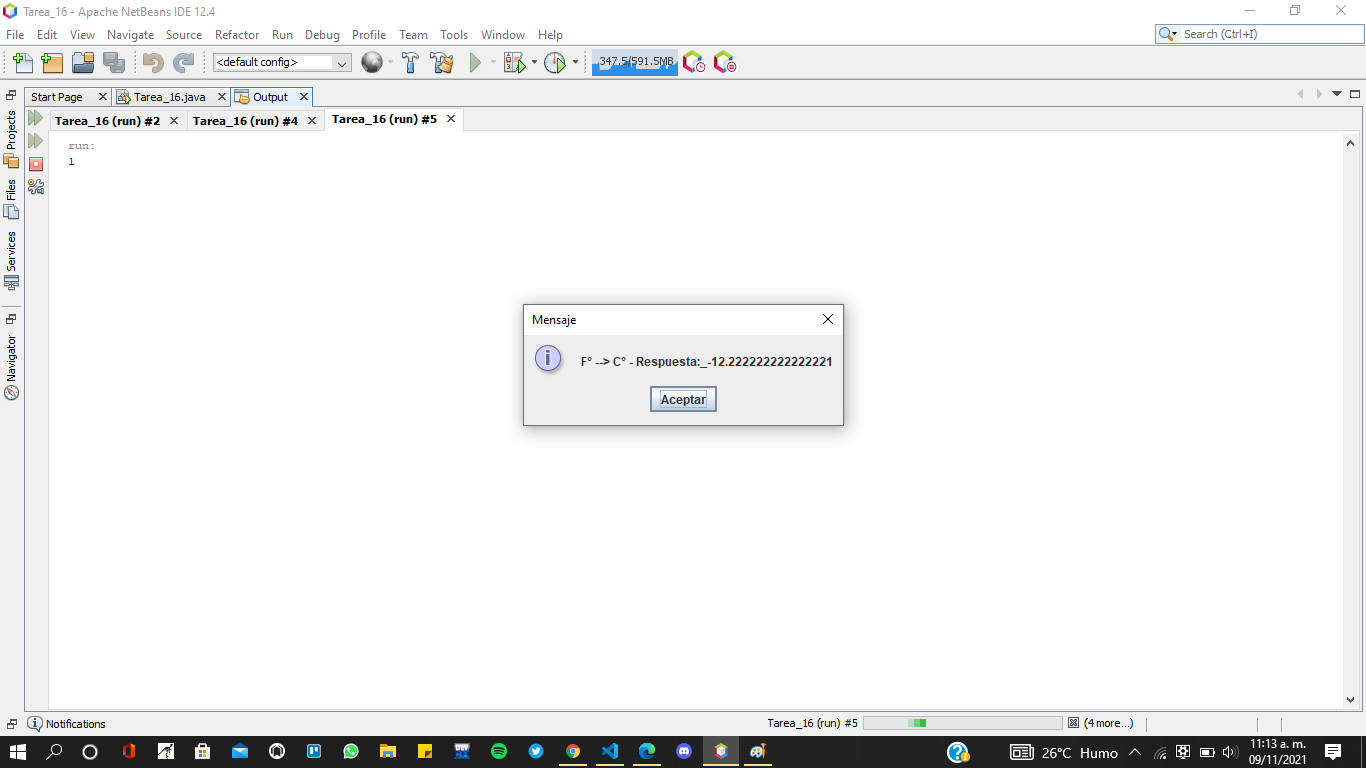 Tarea_16 - Apache NetBeans IDE 12.4
File Edit View Navigate Source Refactor Run Debug Profile Team Tools Window Help
Search (Ctrl+I)
<default config>
347.5/591.5MB
Start Page Tarea_16.java Output
Tarea_16 (run) #2 Tarea_16 (run) #4 Tarea_16 (run) #5
Projects
Files
Services
Navigator
run:
1
Mensaje
F° --> C° - Respuesta:_-12.222222222222221
Aceptar
Notifications
Tarea_16 (run) #5
(4 more...)
26°C Humo
11:13 a. m.
09/11/2021